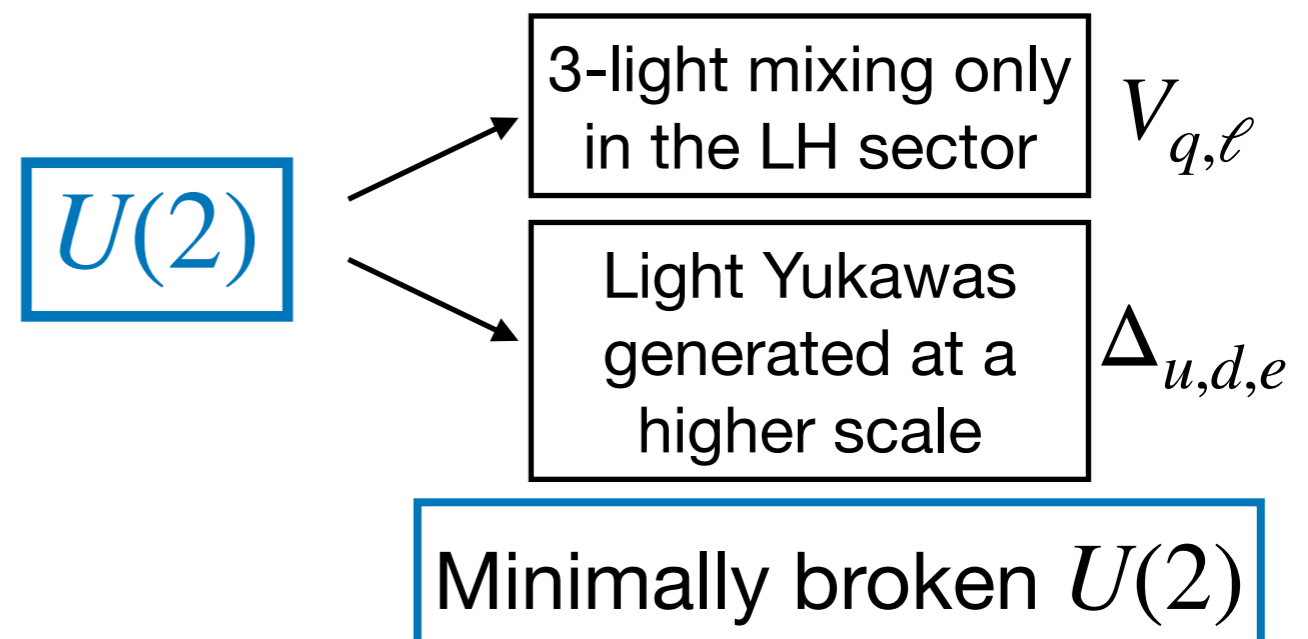 3-light mixing only
in the LH sector
V_{q,ℓ}
U(2)
Light Yukawas
generated at a
higher scale
Δ_{u,d,e}
Minimally broken U(2)